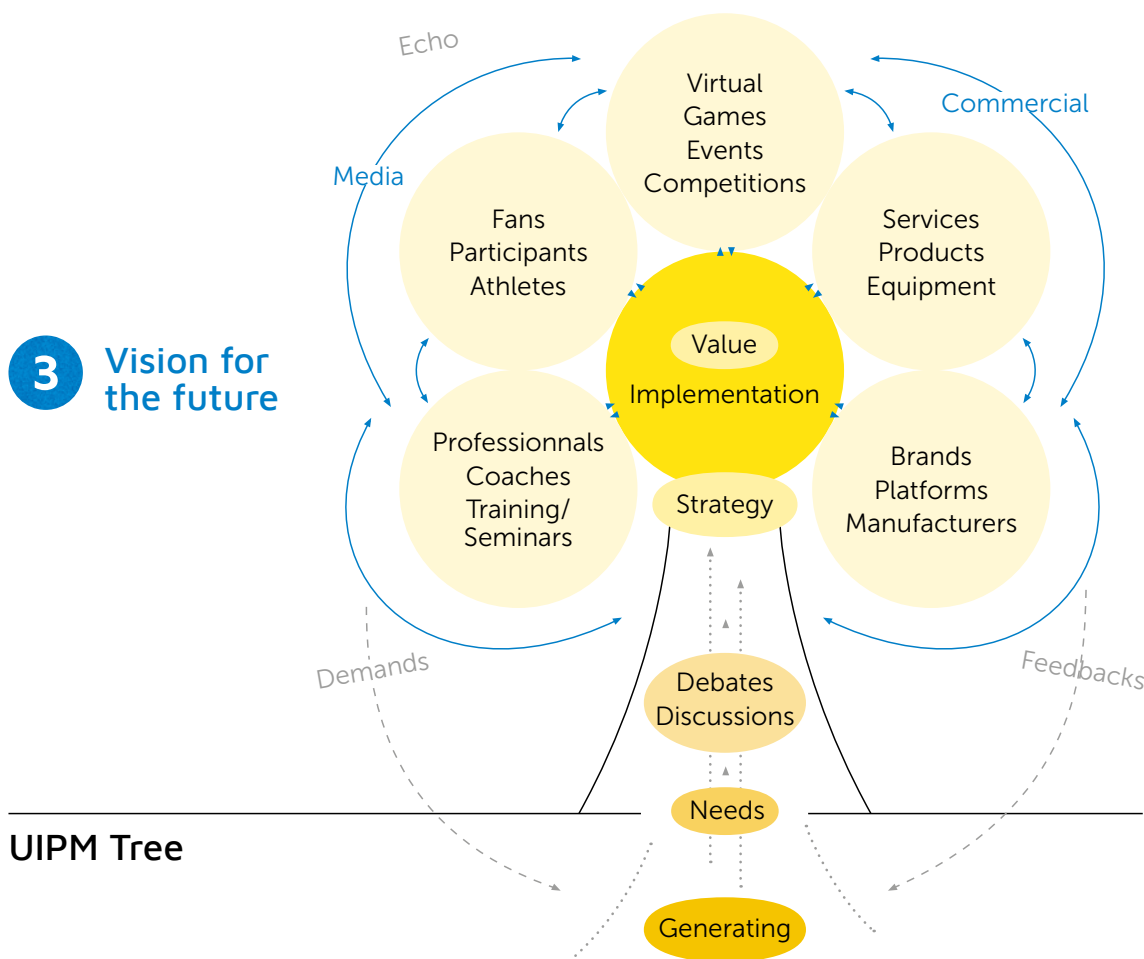 Echo
Virtual
Games
Events
Competitions
Commercial
Media
Fans
Participants
Athletes
Services
Products
Equipment
3
Vision for
the future
Value
Implementation
Professionnals
Coaches
Training/
Seminars
Strategy
Brands
Platforms
Manufacturers
Demands
Feedbacks
Debates
Discussions
Needs
UIPM Tree
Generating